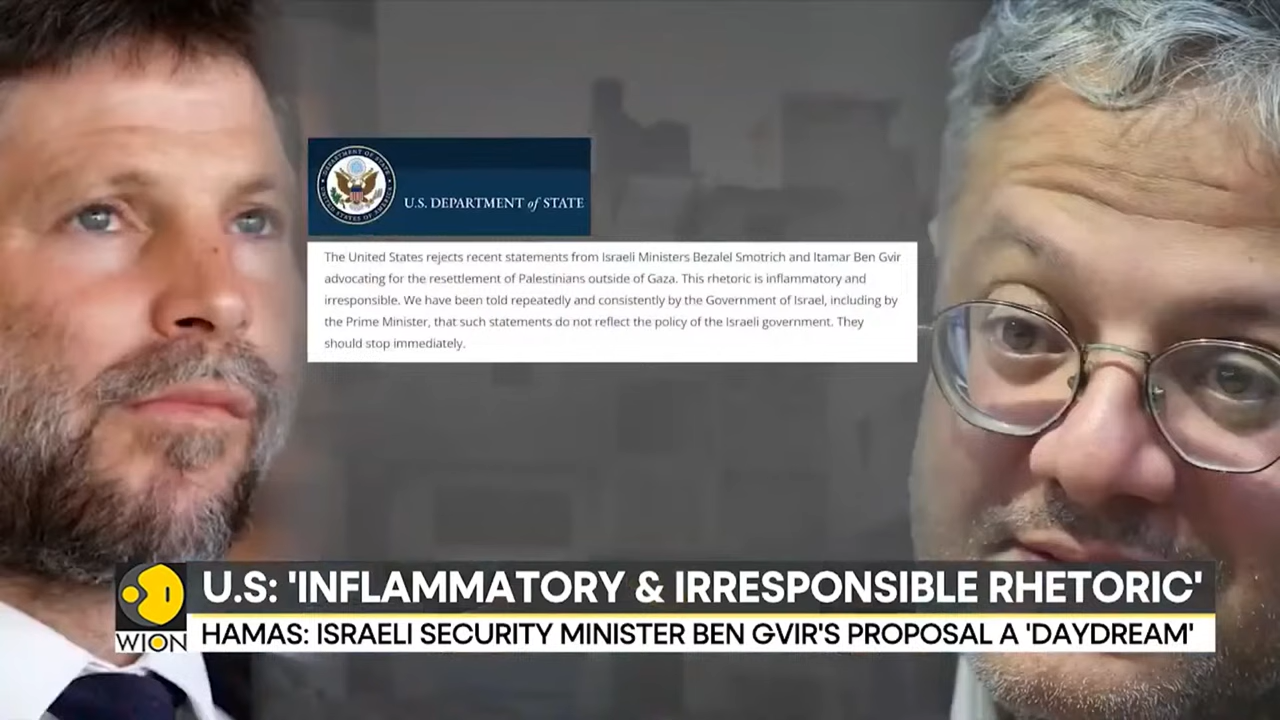 U.S. DEPARTMENT of STATE
The United States rejects recent statements from Israeli Ministers Bezalel Smotrich and Itamar Ben Gvir
advocating for the resettlement of Palestinians outside of Gaza. This rhetoric is inflammatory and
irresponsible. We have been told repeatedly and consistently by the Government of Israel, including by
the Prime Minister, that such statements do not reflect the policy of the Israeli government. They
should stop immediately.
U.S: 'INFLAMMATORY & IRRESPONSIBLE RHETORIC'
WION
HAMAS: ISRAELI SECURITY MINISTER BEN GVIR'S PROPOSAL A 'DAYDREAM'